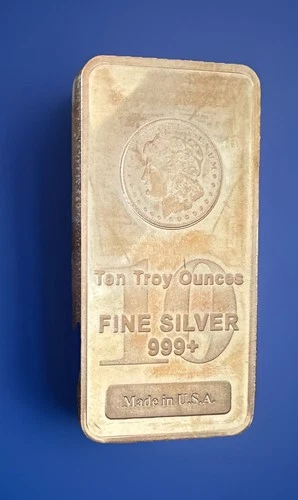 Ten Troy Ounces
10
FINE SILVER
999+
Made in U.S.A.